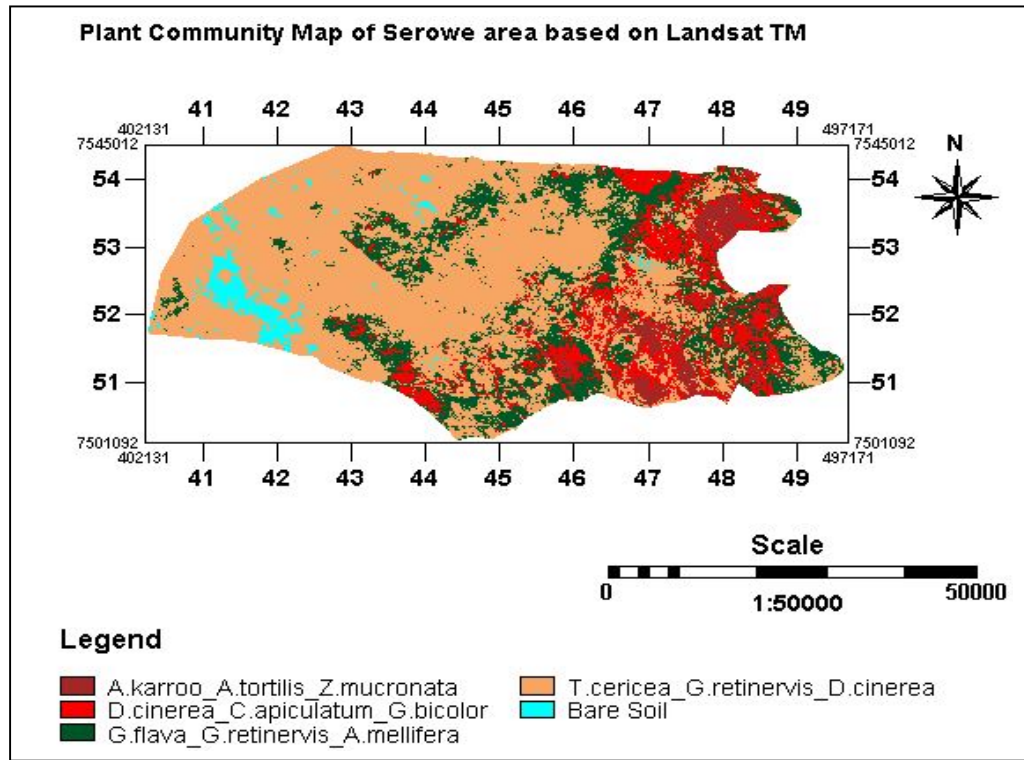 Plant Community Map of Serowe area based on Landsat TM
41 42 43 44 45 46 47 48 49
402131 497171
7545012 7545012
N
54 54
53 53
52 52
51 51
7501092 7501092
402131 497171
41 42 43 44 45 46 47 48 49
Scale
0 50000
1:50000
Legend
A.karroo_A.tortilis_Z.mucronata T.cericea_G.retinervis_D.cinerea
D.cinerea_C.apiculatum_G.bicolor Bare Soil
G.flava_G.retinervis_A.mellifera